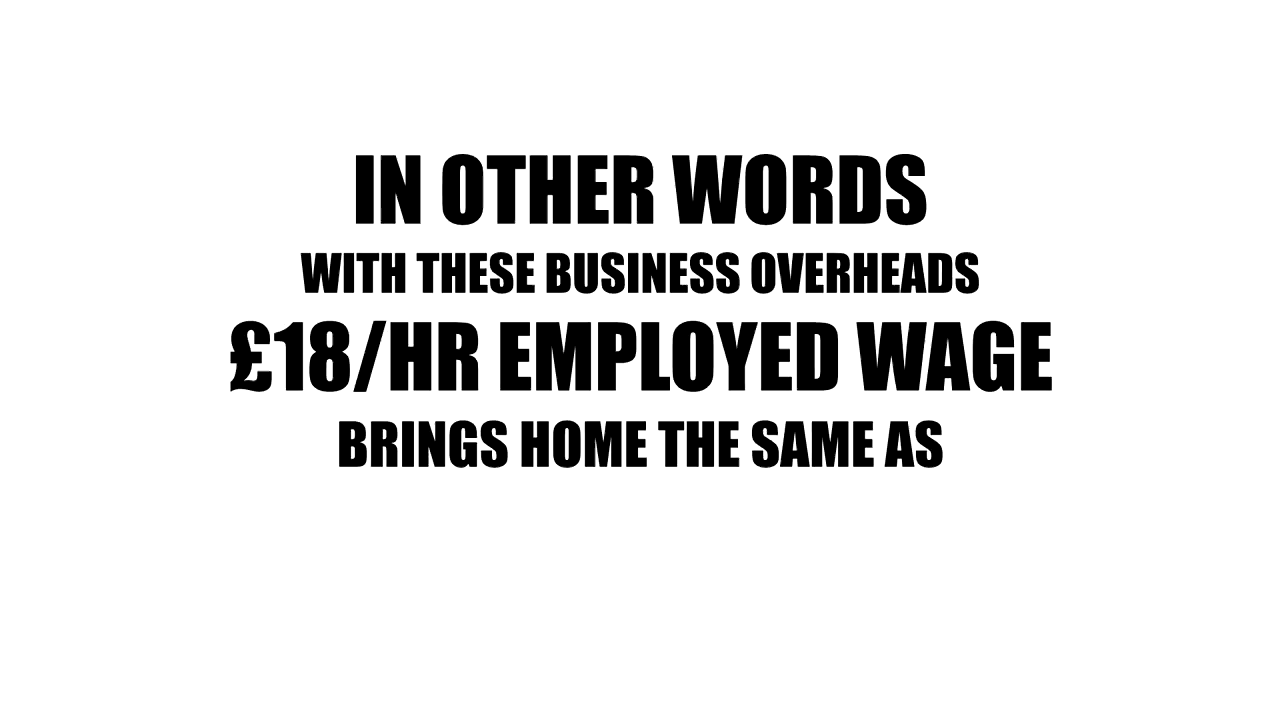 IN OTHER WORDS
WITH THESE BUSINESS OVERHEADS
£18/HR EMPLOYED WAGE
BRINGS HOME THE SAME AS